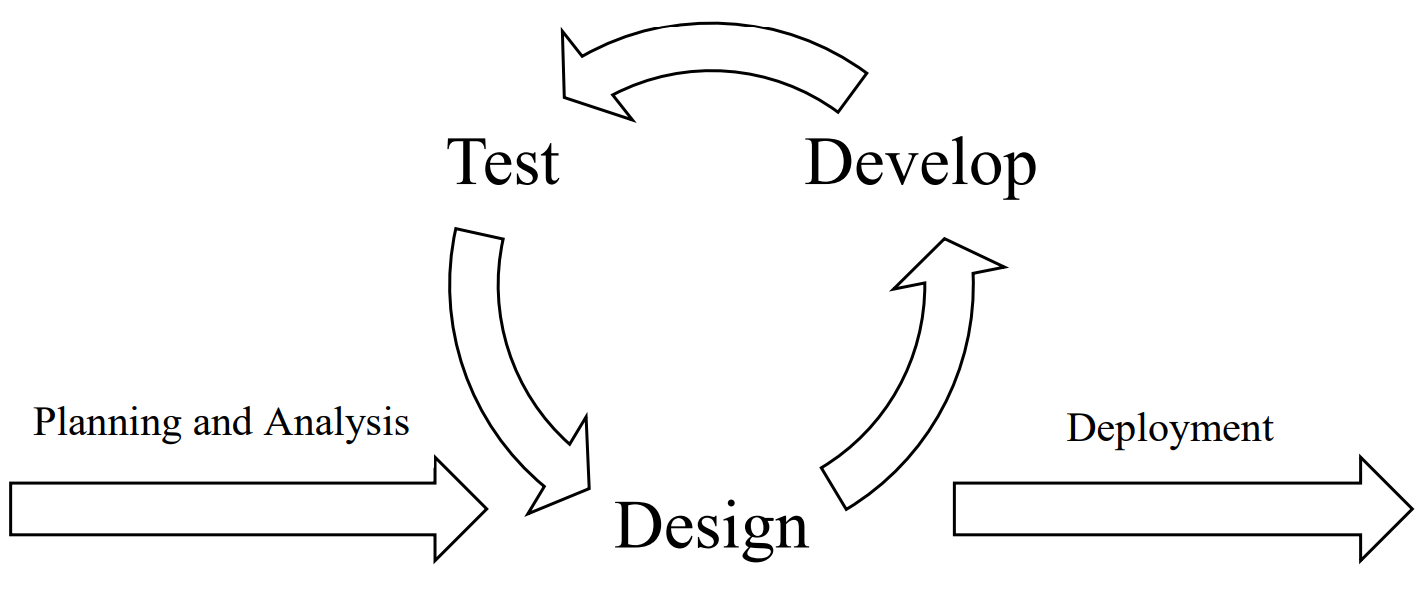 Test
Develop
Planning and Analysis
Deployment
Design